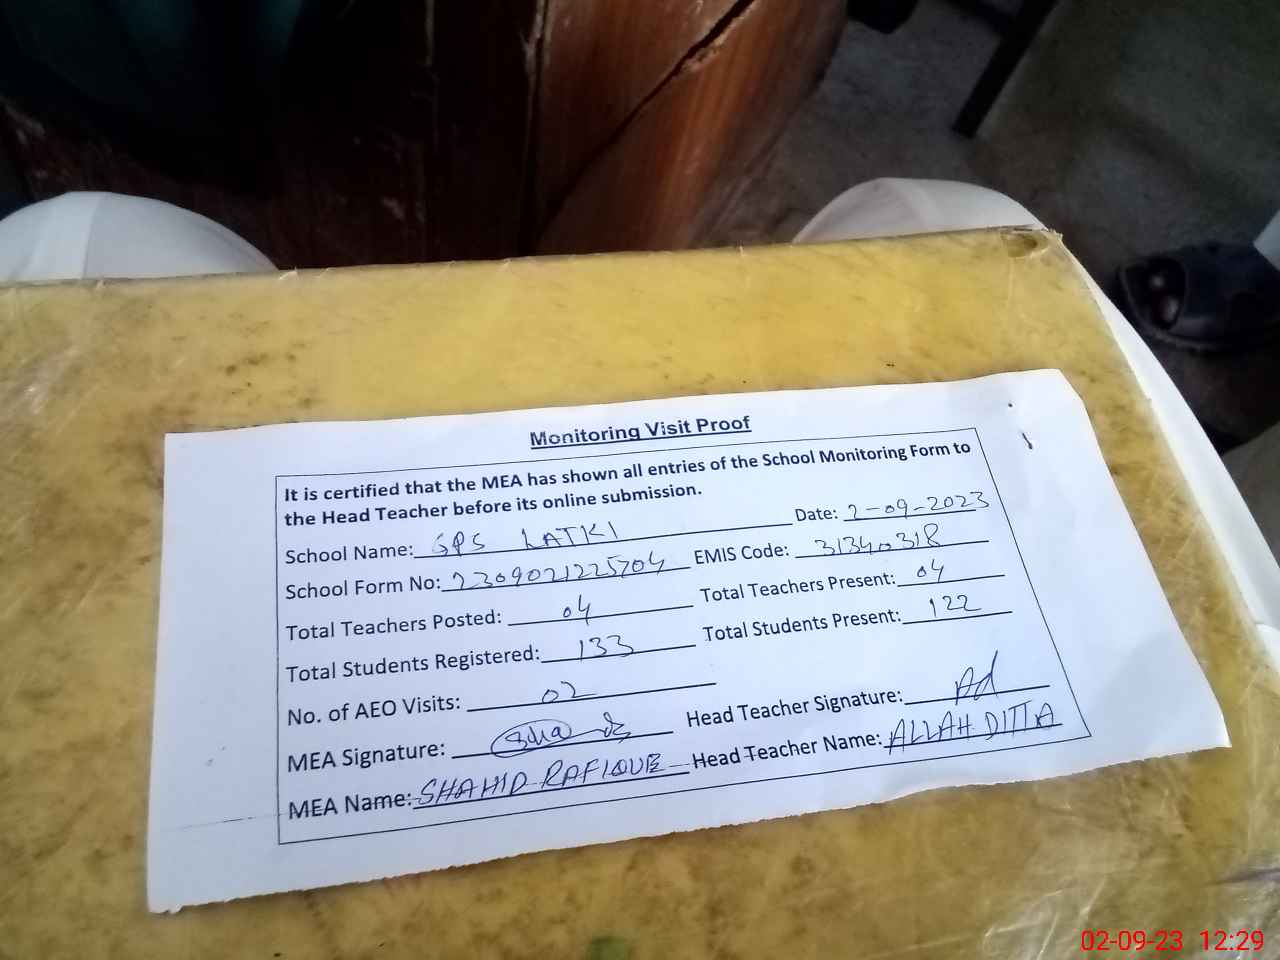 Monitoring Visit Proof
It is certified that the MEA has shown all entries of the School Monitoring Form to
the Head Teacher before its online submission.
School Name: GPS LATKI Date: 2-09-2023
School Form No: 2309021225704 EMIS Code: 31340318
Total Teachers Posted: 04 Total Teachers Present: 04
Total Students Registered: 133 Total Students Present: 122
No. of AEO Visits: 02
MEA Signature: Head Teacher Signature: Ad
MEA Name: SHAHID RAFIQUE Head Teacher Name: ALLAH DITTA
02-09-23 12:29